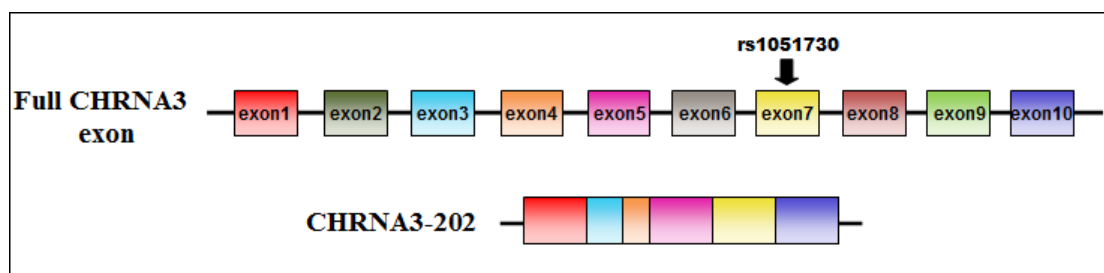 rs1051730
Full CHRNA3
exon
exon1 exon2 exon3 exon4 exon5 exon6 exon7 exon8 exon9 exon10
CHRNA3-202